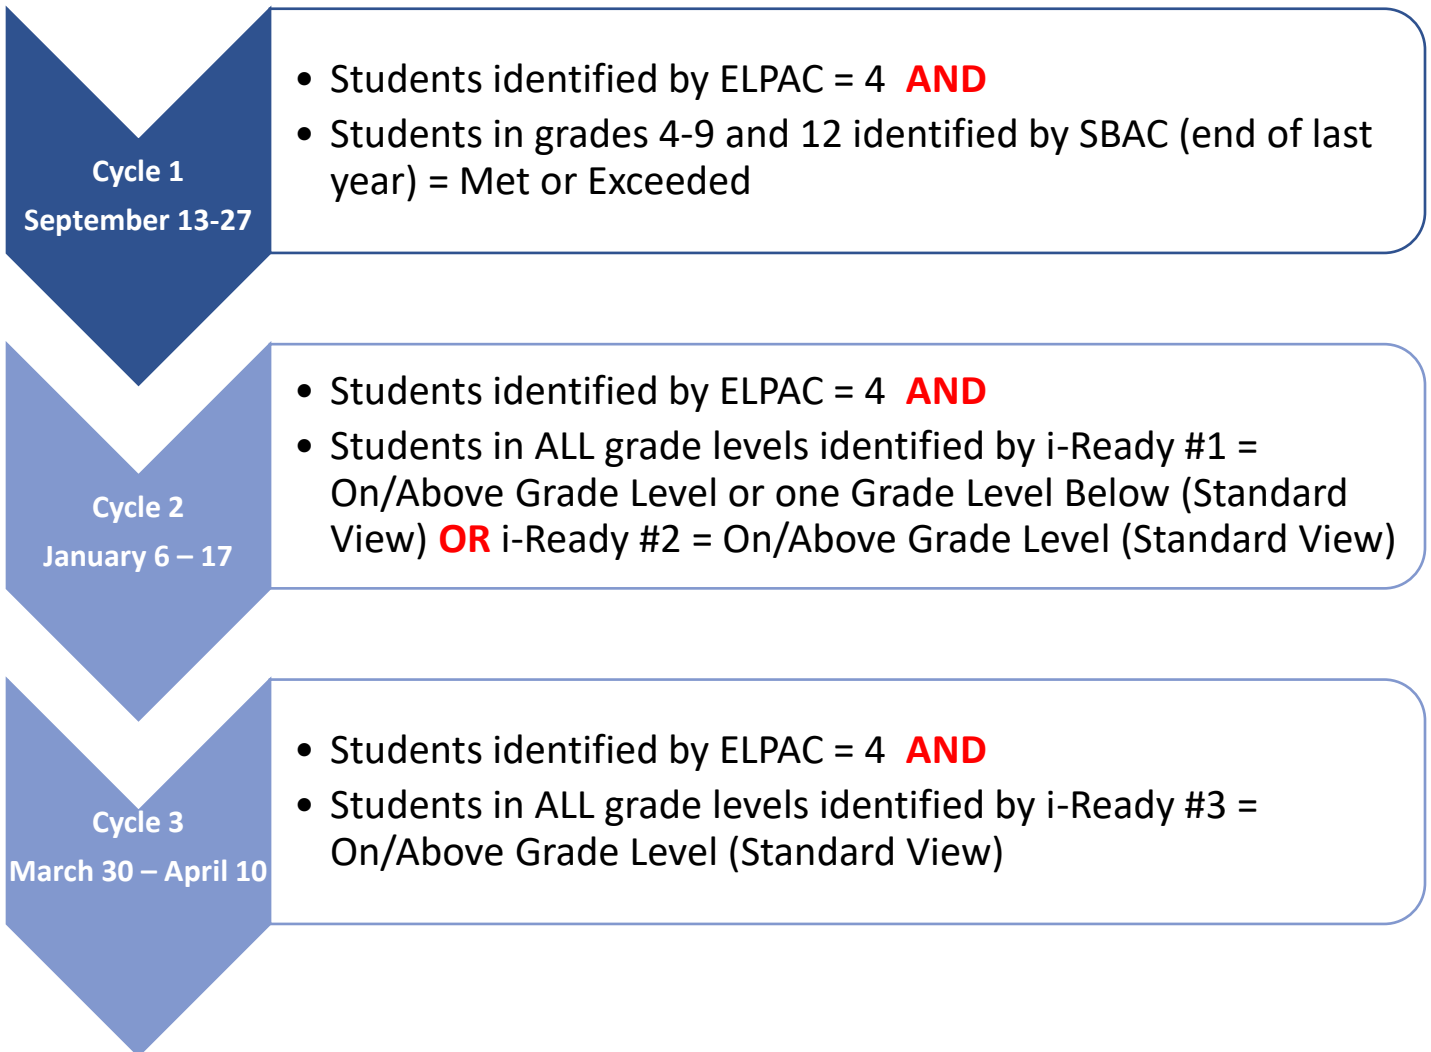 Cycle 1
September 13-27
• Students identified by ELPAC = 4 AND
• Students in grades 4-9 and 12 identified by SBAC (end of last
year) = Met or Exceeded
Cycle 2
January 6 – 17
• Students identified by ELPAC = 4 AND
• Students in ALL grade levels identified by i-Ready #1 =
On/Above Grade Level or one Grade Level Below (Standard
View) OR i-Ready #2 = On/Above Grade Level (Standard View)
Cycle 3
March 30 – April 10
• Students identified by ELPAC = 4 AND
• Students in ALL grade levels identified by i-Ready #3 =
On/Above Grade Level (Standard View)